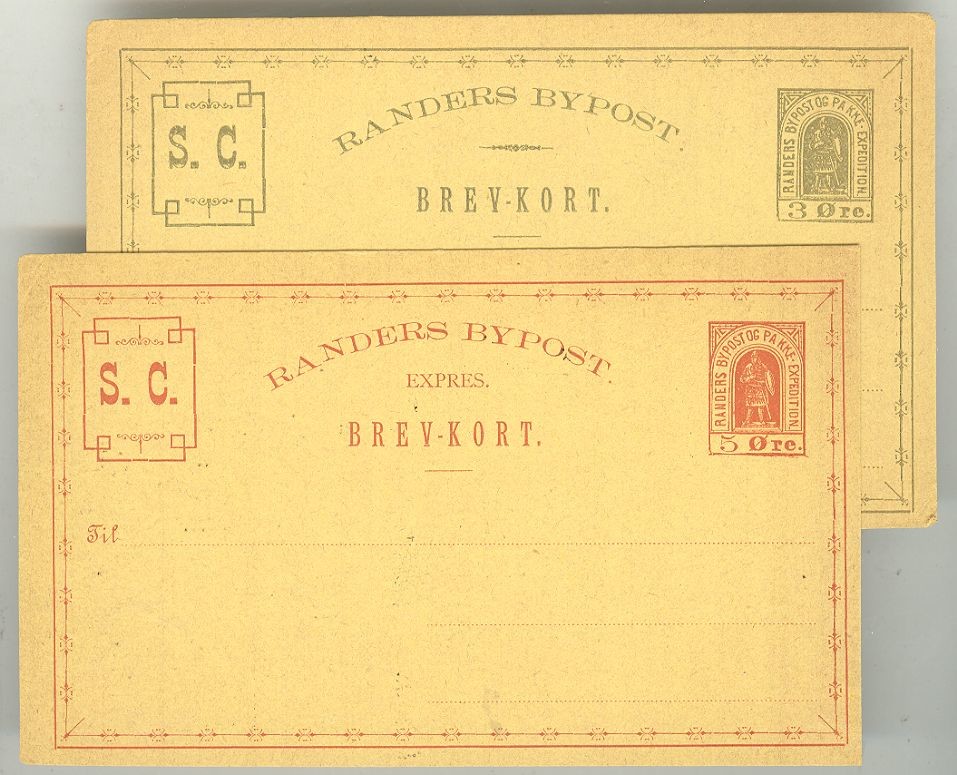 S. C.
RANDERS BYPOST.
BREV-KORT.
RANDERS BYPOST OG PAKKE-EXPEDITION.
3 Øre.
S. C.
RANDERS BYPOST.
EXPRES.
BREV-KORT.
RANDERS BYPOST OG PAKKE-EXPEDITION
5 Øre.
Til